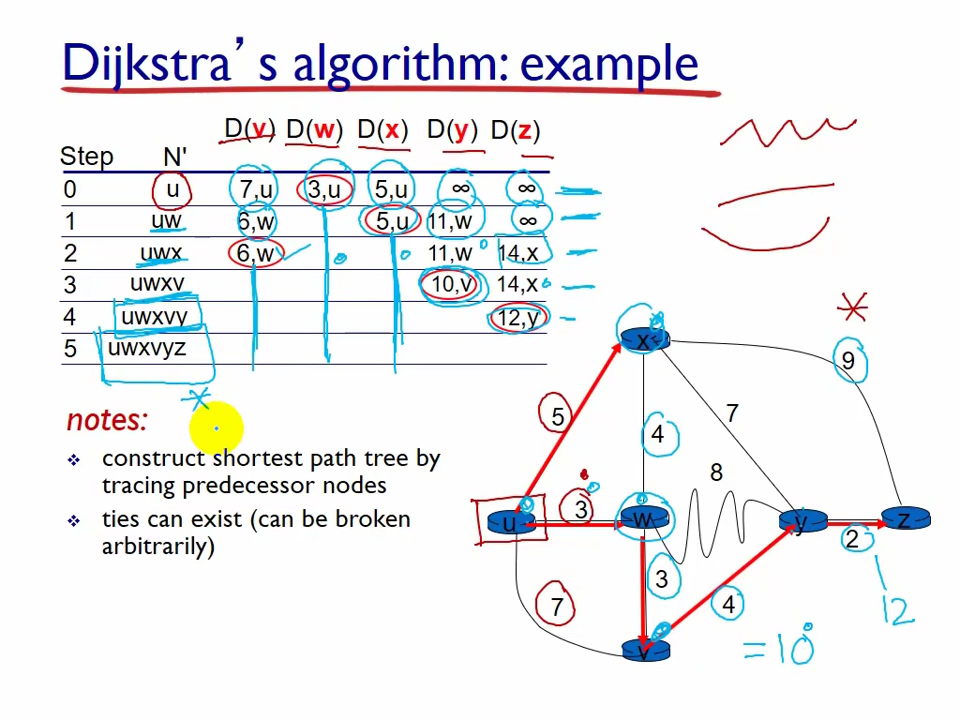 Dijkstra's algorithm: example
D(v) D(w) D(x) D(y) D(z)
Step N'
0 u 7,u 3,u 5,u ∞ ∞
1 uw 6,w 5,u 11,w ∞
2 uwx 6,w 11,w 14,x
3 uwxv 10,v 14,x
4 uwxvy 12,y
5 uwxvyz
notes:
construct shortest path tree by
tracing predecessor nodes
ties can exist (can be broken
arbitrarily)
x
9
5
7
4
8
3
u
w
y
z
2
3
7
4
12
v
=10